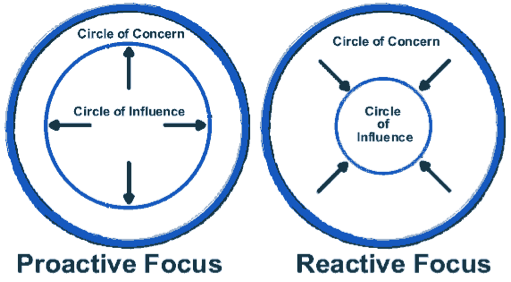 Circle of Concern
Circle of Influence
Proactive Focus
Circle of Concern
Circle
of
Influence
Reactive Focus